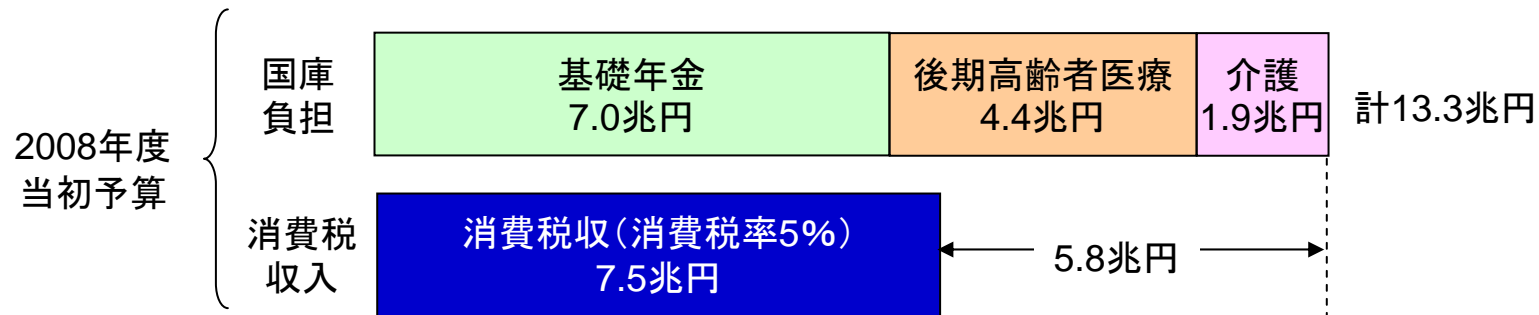 2008年度
当初予算
国庫
負担
基礎年金
7.0兆円
後期高齢者医療
4.4兆円
介護
1.9兆円
計13.3兆円
消費税
収入
消費税収(消費税率5%)
7.5兆円
5.8兆円